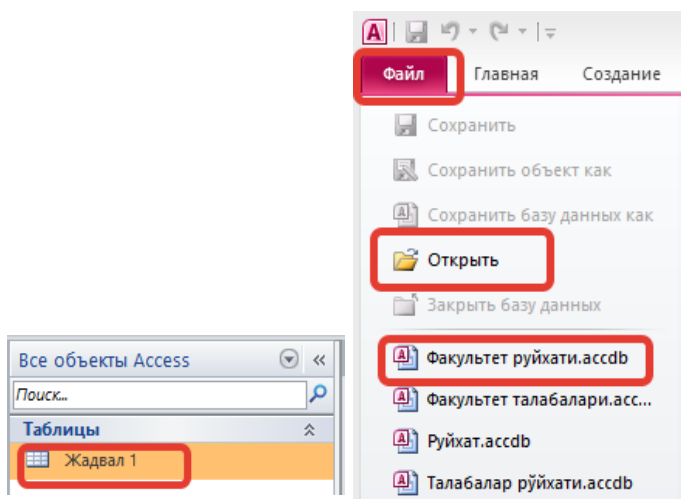 Файл Главная Создание
Сохранить
Сохранить объект как
Сохранить базу данных как
Открыть
Закрыть базу данных
Факультет руйхати.accdb
Факультет талабалари.acc...
Руйхат.accdb
Талабалар рўйхати.accdb
Все объекты Access
Поиск...
Таблицы
Жадвал 1